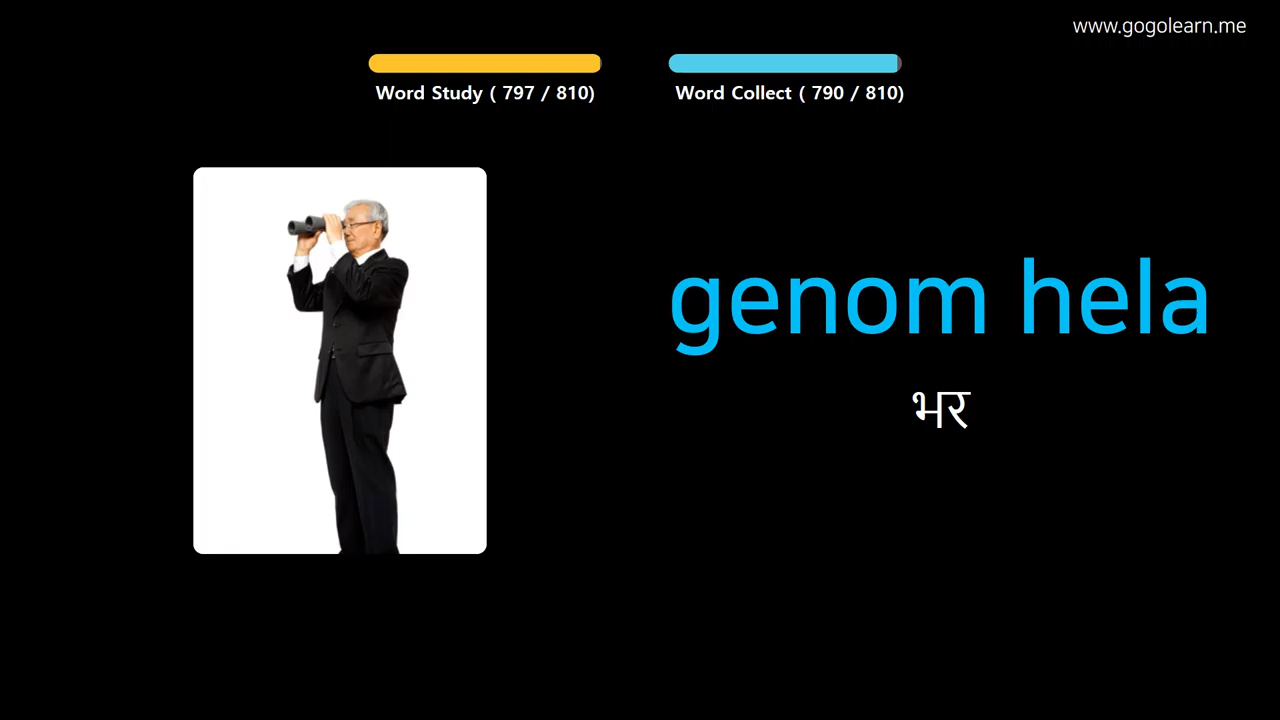 www.gogolearn.me
Word Study ( 797 / 810)
Word Collect ( 790 / 810)
genom hela
भर